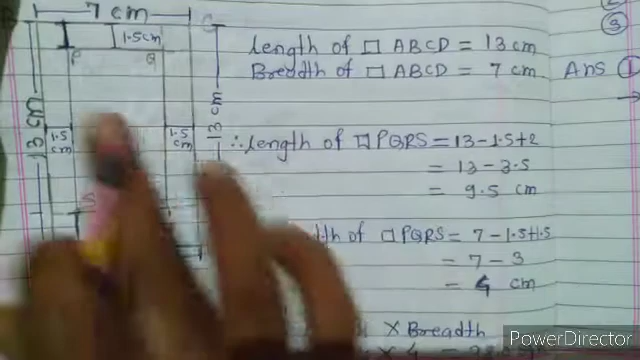 7 cm
1.5cm
P
Q
13 cm
1.5 cm
1.5 cm
13 cm
S
Length of □ ABCD = 13 cm
Breadth of □ ABCD = 7 cm
∴ Length of □ PQRS = 13-1.5+2
= 13 - 3.5
= 9.5 cm
of □ PQRS = 7 - 1.5+1.5
= 7 - 3
= 4 cm
X Breadth
Ans ①
②
③
PowerDirector